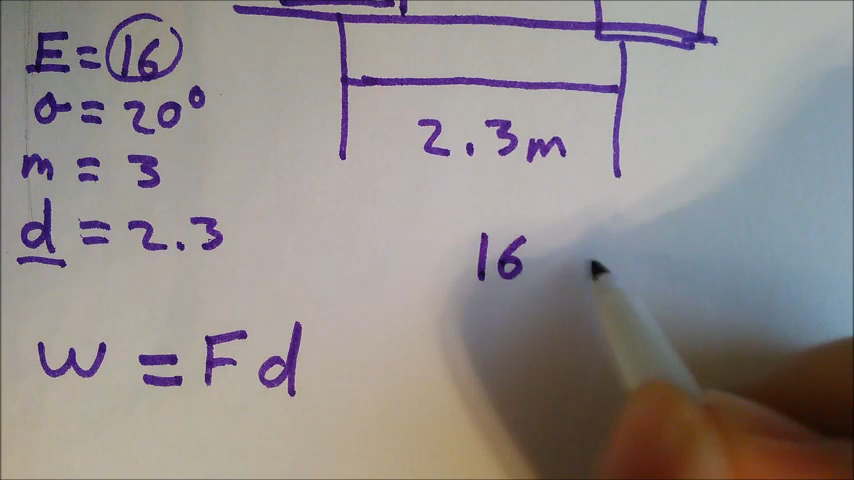 E = 16
σ = 20°
m = 3
d = 2.3
2.3m
16
W = Fd